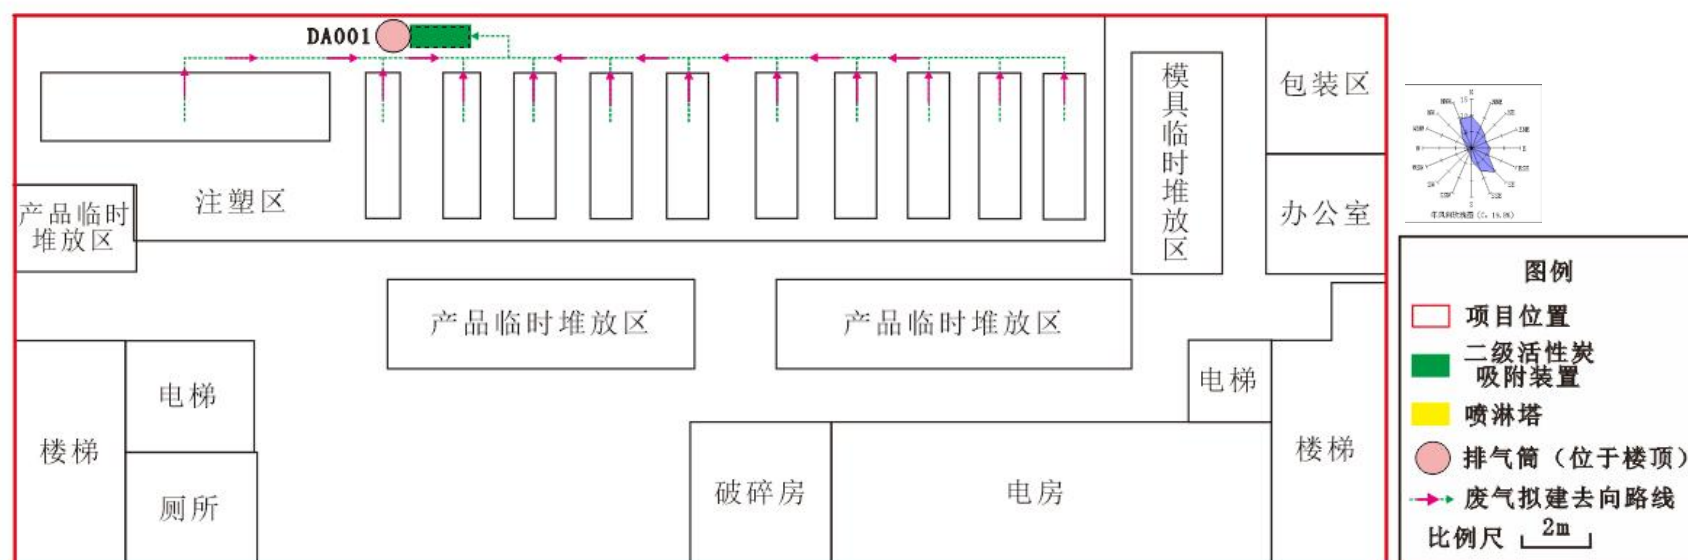 DA001
模具临时堆放区
包装区
注塑区
产品临时
堆放区
办公室
产品临时堆放区
产品临时堆放区
电梯
电梯
楼梯
楼梯
厕所
破碎房
电房
N
E
S
W
图例
项目位置
二级活性炭
吸附装置
喷淋塔
排气筒（位于楼顶）
废气拟建去向路线
比例尺 2m